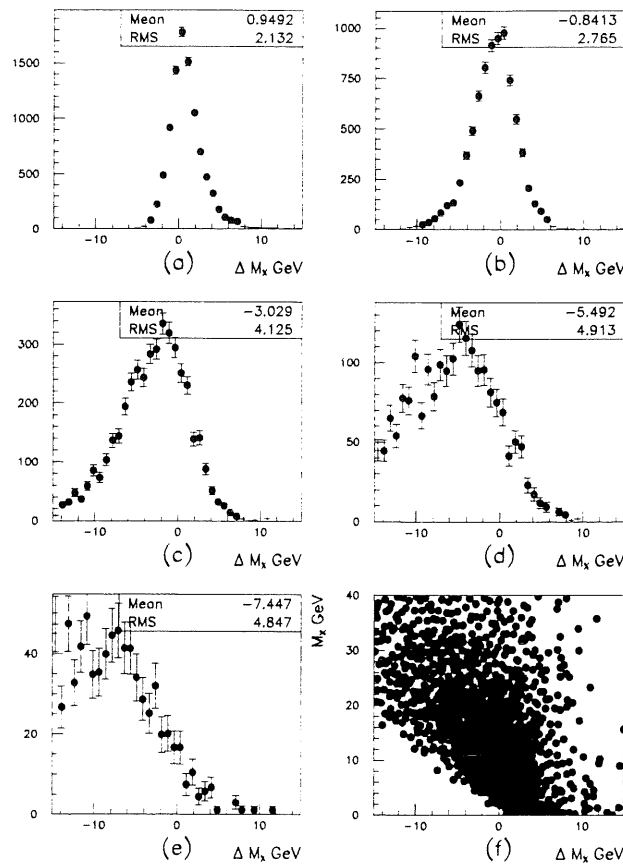 Mean 0.9492
RMS 2.132
1500
1000
500
0
-10 0 10
(a) Δ Mₓ GeV
Mean -0.8413
RMS 2.765
1000
750
500
250
0
-10 0 10
(b) Δ Mₓ GeV
Mean -3.029
RMS 4.125
300
200
100
0
-10 0 10
(c) Δ Mₓ GeV
Mean -5.492
RMS 4.913
100
50
0
-10 0 10
(d) Δ Mₓ GeV
Mean -7.447
RMS 4.847
40
20
0
-10 0 10
(e) Δ Mₓ GeV
Mₓ GeV
40
30
20
10
0
-10 0 10
(f) Δ Mₓ GeV